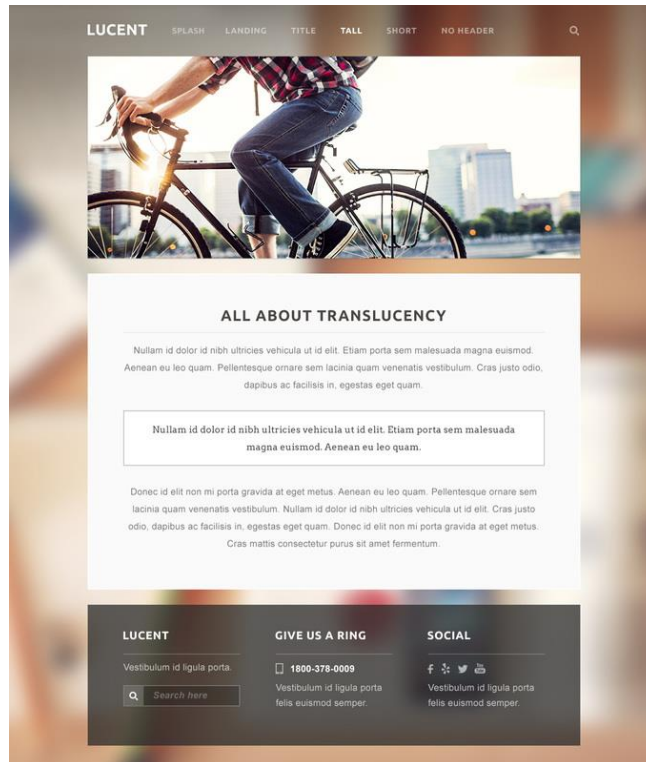 LUCENT SPLASH LANDING TITLE TALL SHORT NO HEADER
ALL ABOUT TRANSLUCENCY
Nullam id dolor id nibh ultricies vehicula ut id elit. Etiam porta sem malesuada magna euismod.
Aenean eu leo quam. Pellentesque ornare sem lacinia quam venenatis vestibulum. Cras justo odio,
dapibus ac facilisis in, egestas eget quam.
Nullam id dolor id nibh ultricies vehicula ut id elit. Etiam porta sem malesuada
magna euismod. Aenean eu leo quam.
Donec id elit non mi porta gravida at eget metus. Aenean eu leo quam. Pellentesque ornare sem
lacinia quam venenatis vestibulum. Nullam id dolor id nibh ultricies vehicula ut id elit. Cras justo
odio, dapibus ac facilisis in, egestas eget quam. Donec id elit non mi porta gravida at eget metus.
Cras mattis consectetur purus sit amet fermentum.
LUCENT
Vestibulum id ligula porta.
Search here
GIVE US A RING
1800-378-0009
Vestibulum id ligula porta
felis euismod semper.
SOCIAL
Vestibulum id ligula porta
felis euismod semper.